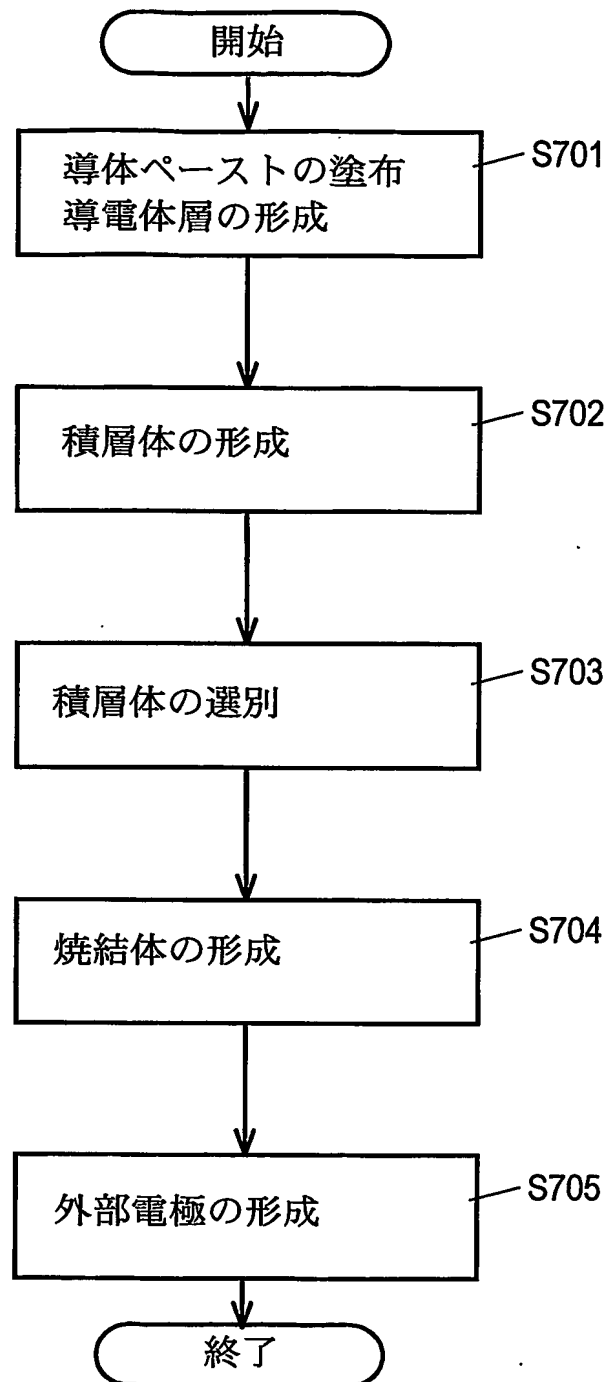 開始
導体ペーストの塗布
導電体層の形成
S701
積層体の形成
S702
積層体の選別
S703
焼結体の形成
S704
外部電極の形成
S705
終了